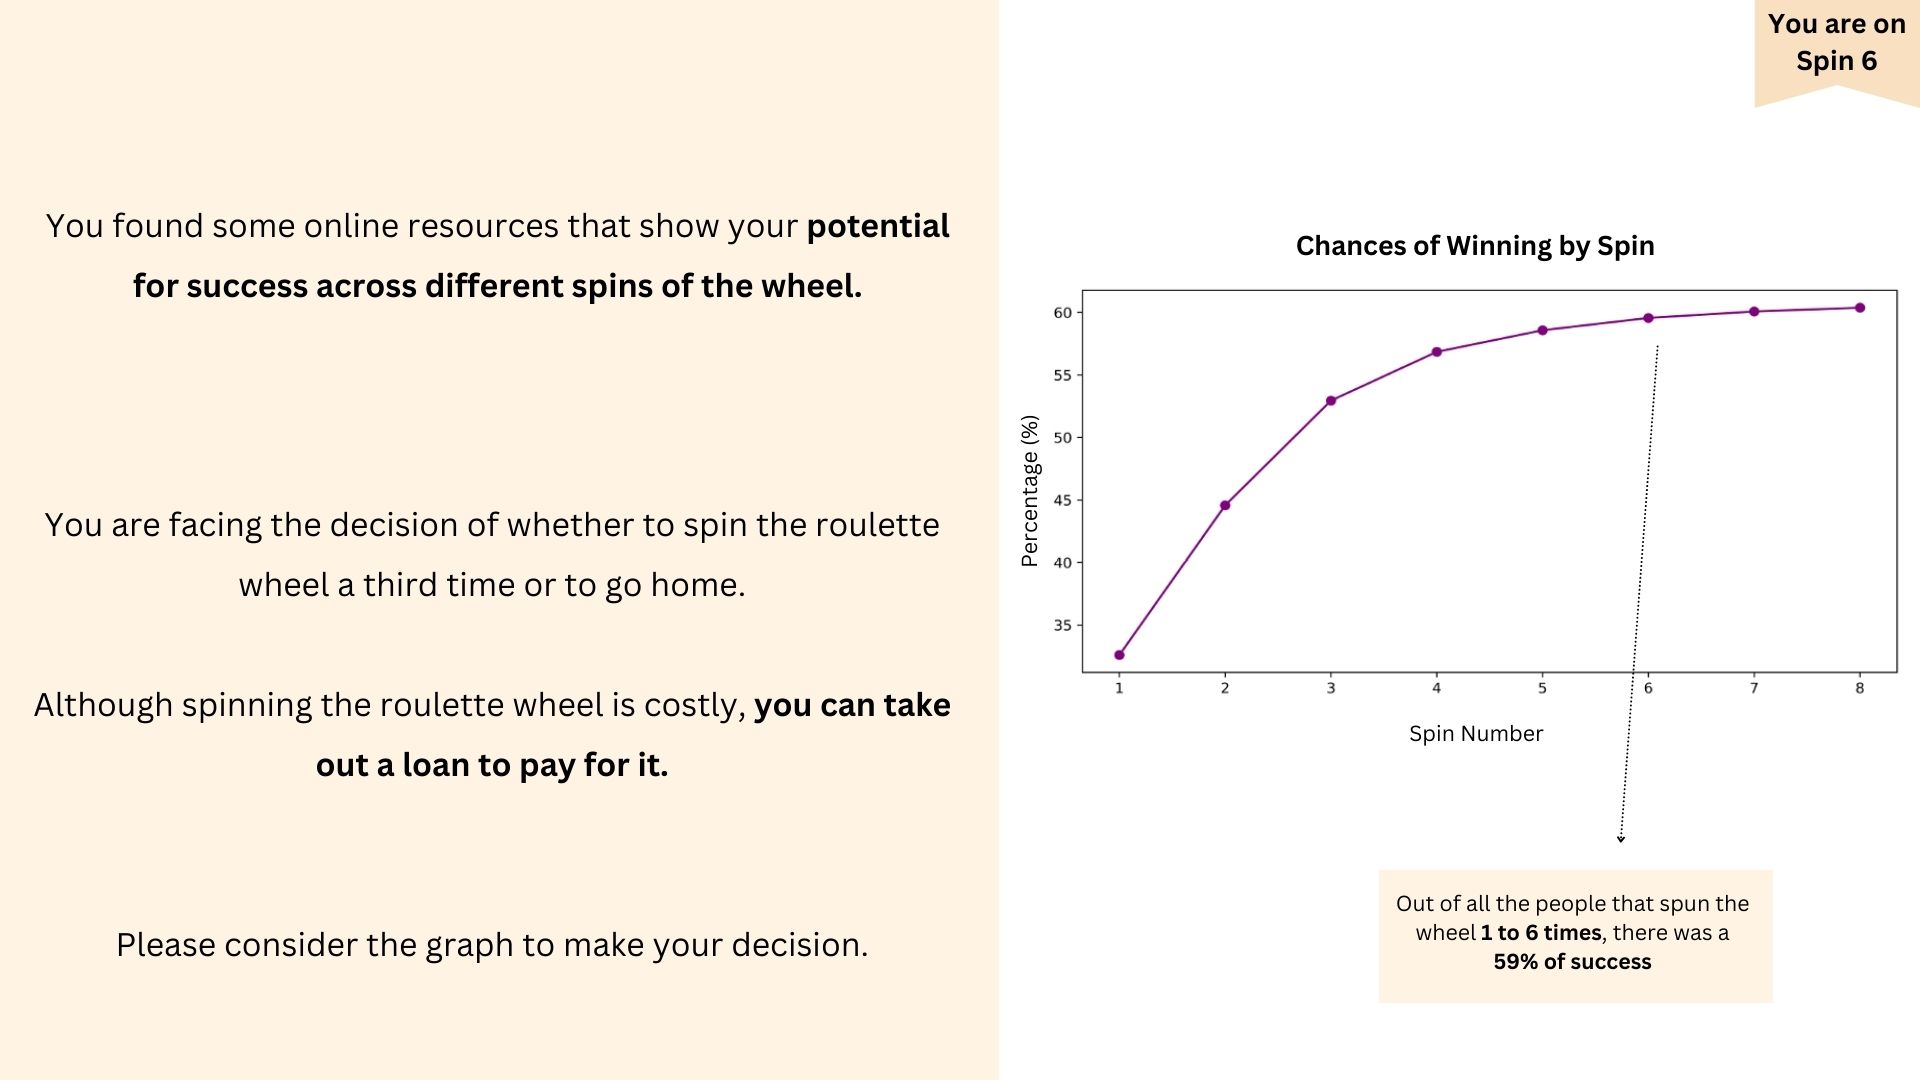 You are on
Spin 6
You found some online resources that show your potential
for success across different spins of the wheel.
You are facing the decision of whether to spin the roulette
wheel a third time or to go home.
Although spinning the roulette wheel is costly, you can take
out a loan to pay for it.
Please consider the graph to make your decision.
Chances of Winning by Spin
Percentage (%)
60
55
50
45
40
35
1 2 3 4 5 6 7 8
Spin Number
Out of all the people that spun the
wheel 1 to 6 times, there was a
59% of success